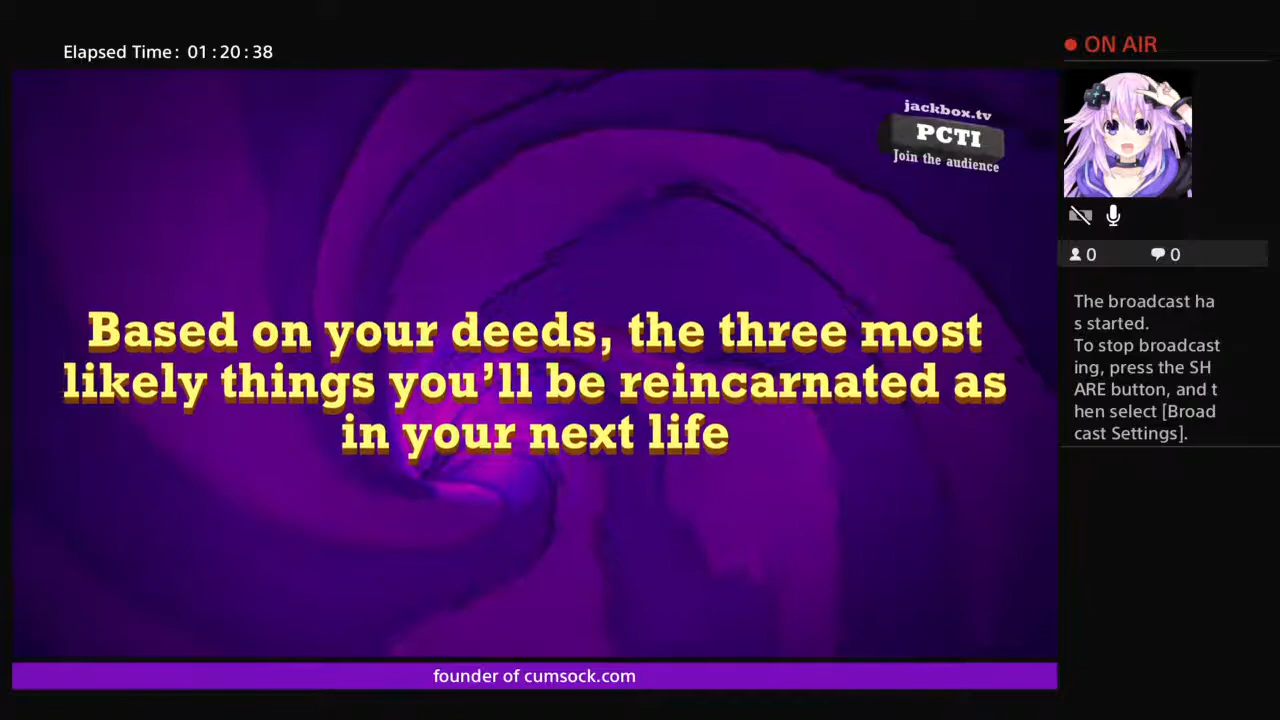 Elapsed Time: 01:20:38
ON AIR
jackbox.tv
PCTI
Join the audience
0 0
Based on your deeds, the three most
likely things you’ll be reincarnated as
in your next life
The broadcast ha
s started.
To stop broadcast
ing, press the SH
ARE button, and t
hen select [Broad
cast Settings].
founder of cumsock.com